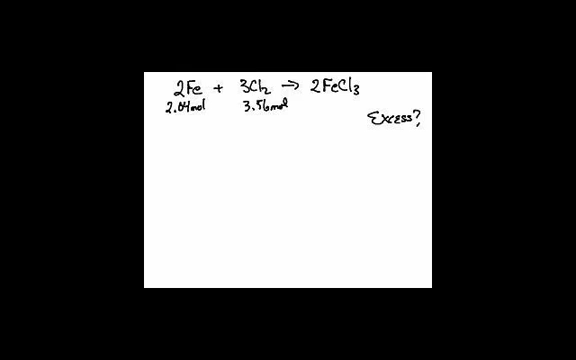 2Fe + 3Cl₂ → 2FeCl₃
2.04mol 3.56mol
Excess?